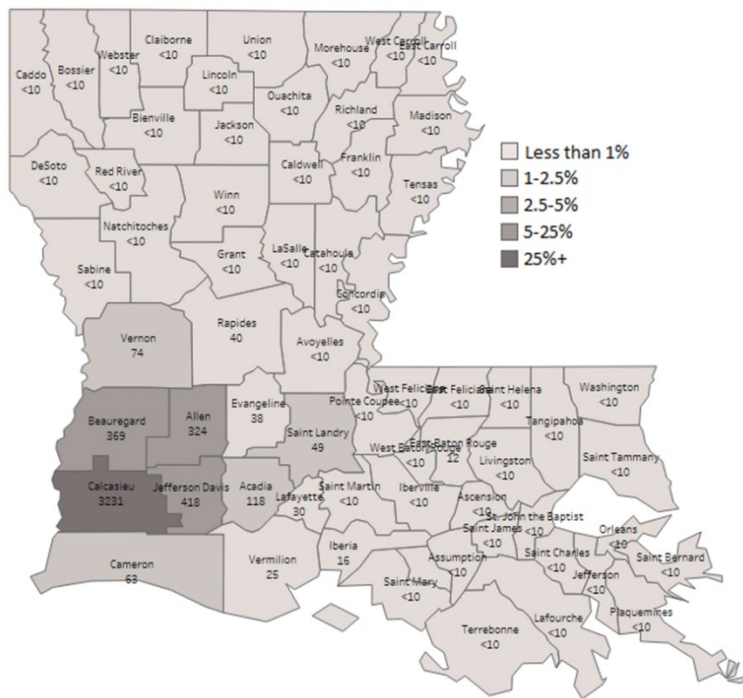 Claiborne
<10
Union
<10
Morehouse
<10
West Carroll
<10
East Carroll
<10
Webster
<10
Bossier
<10
Caddo
<10
Lincoln
<10
Ouachita
<10
Richland
<10
Madison
<10
Bienville
<10
Jackson
<10
DeSoto
<10
Red River
<10
Caldwell
<10
Franklin
<10
Tensas
<10
Winn
<10
Natchitoches
<10
Sabine
<10
Grant
<10
LaSalle
<10
Catahoula
<10
Concordia
<10
Less than 1%
1-2.5%
2.5-5%
5-25%
25%+
Vernon
74
Rapides
40
Avoyelles
<10
Beauregard
369
Allen
324
Evangeline
38
Saint Landry
49
Pointe Coupee
<10
West Feliciana
<10
East Feliciana
<10
Saint Helena
<10
Tangipahoa
<10
Washington
<10
West Baton Rouge
<10
East Baton Rouge
12
Livingston
<10
Saint Tammany
<10
Calcasieu
3231
Jefferson Davis
418
Acadia
118
Lafayette
30
Saint Martin
<10
Iberville
<10
Ascension
<10
Saint James
<10
St. John the Baptist
<10
Orleans
<10
Cameron
63
Vermilion
25
Iberia
16
Saint Mary
<10
Assumption
<10
Saint Charles
<10
Jefferson
<10
Saint Bernard
<10
Plaquemines
<10
Terrebonne
<10
Lafourche
<10